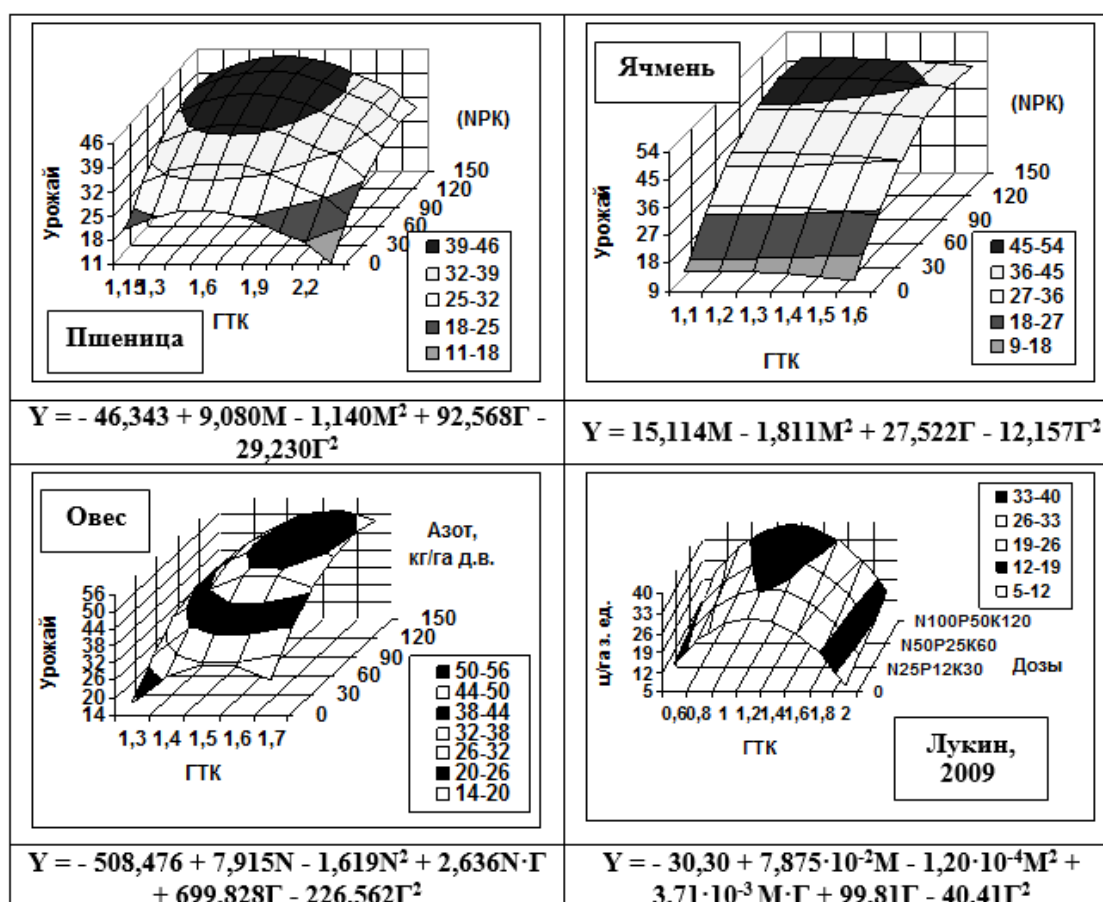 Пшеница
Урожай
46
39
32
25
18
11
1,15
1,3
1,6
1,9
2,2
ГТК
(NPK)
150
120
90
60
30
0
39-46
32-39
25-32
18-25
11-18
Ячмень
Урожай
54
45
36
27
18
9
1,1 1,2 1,3 1,4 1,5 1,6
ГТК
(NPK)
150
120
90
60
30
0
45-54
36-45
27-36
18-27
9-18
Y = - 46,343 + 9,080М - 1,140М² + 92,568Г -
29,230Г²
Y = 15,114М - 1,811М² + 27,522Г - 12,157Г²
Овес
Урожай
56
50
44
38
32
26
20
14
1,3 1,4 1,5 1,6 1,7
ГТК
Азот,
кг/га д.в.
150
120
90
60
30
0
50-56
44-50
38-44
32-38
26-32
20-26
14-20
ц/га з. ед.
40
33
26
19
12
5
0,6 0,8 1 1,2 1,4 1,6 1,8 2
ГТК
N100P50K120
N50P25K60
N25P12K30
0
Дозы
33-40
26-33
19-26
12-19
5-12
Лукин,
2009
Y = - 508,476 + 7,915N - 1,619N² + 2,636N·Г
+ 699,828Г - 226,562Г²
Y = - 30,30 + 7,875·10⁻²М - 1,20·10⁻⁴М² +
3,71·10⁻³ М·Г + 99,81Г - 40,41Г²